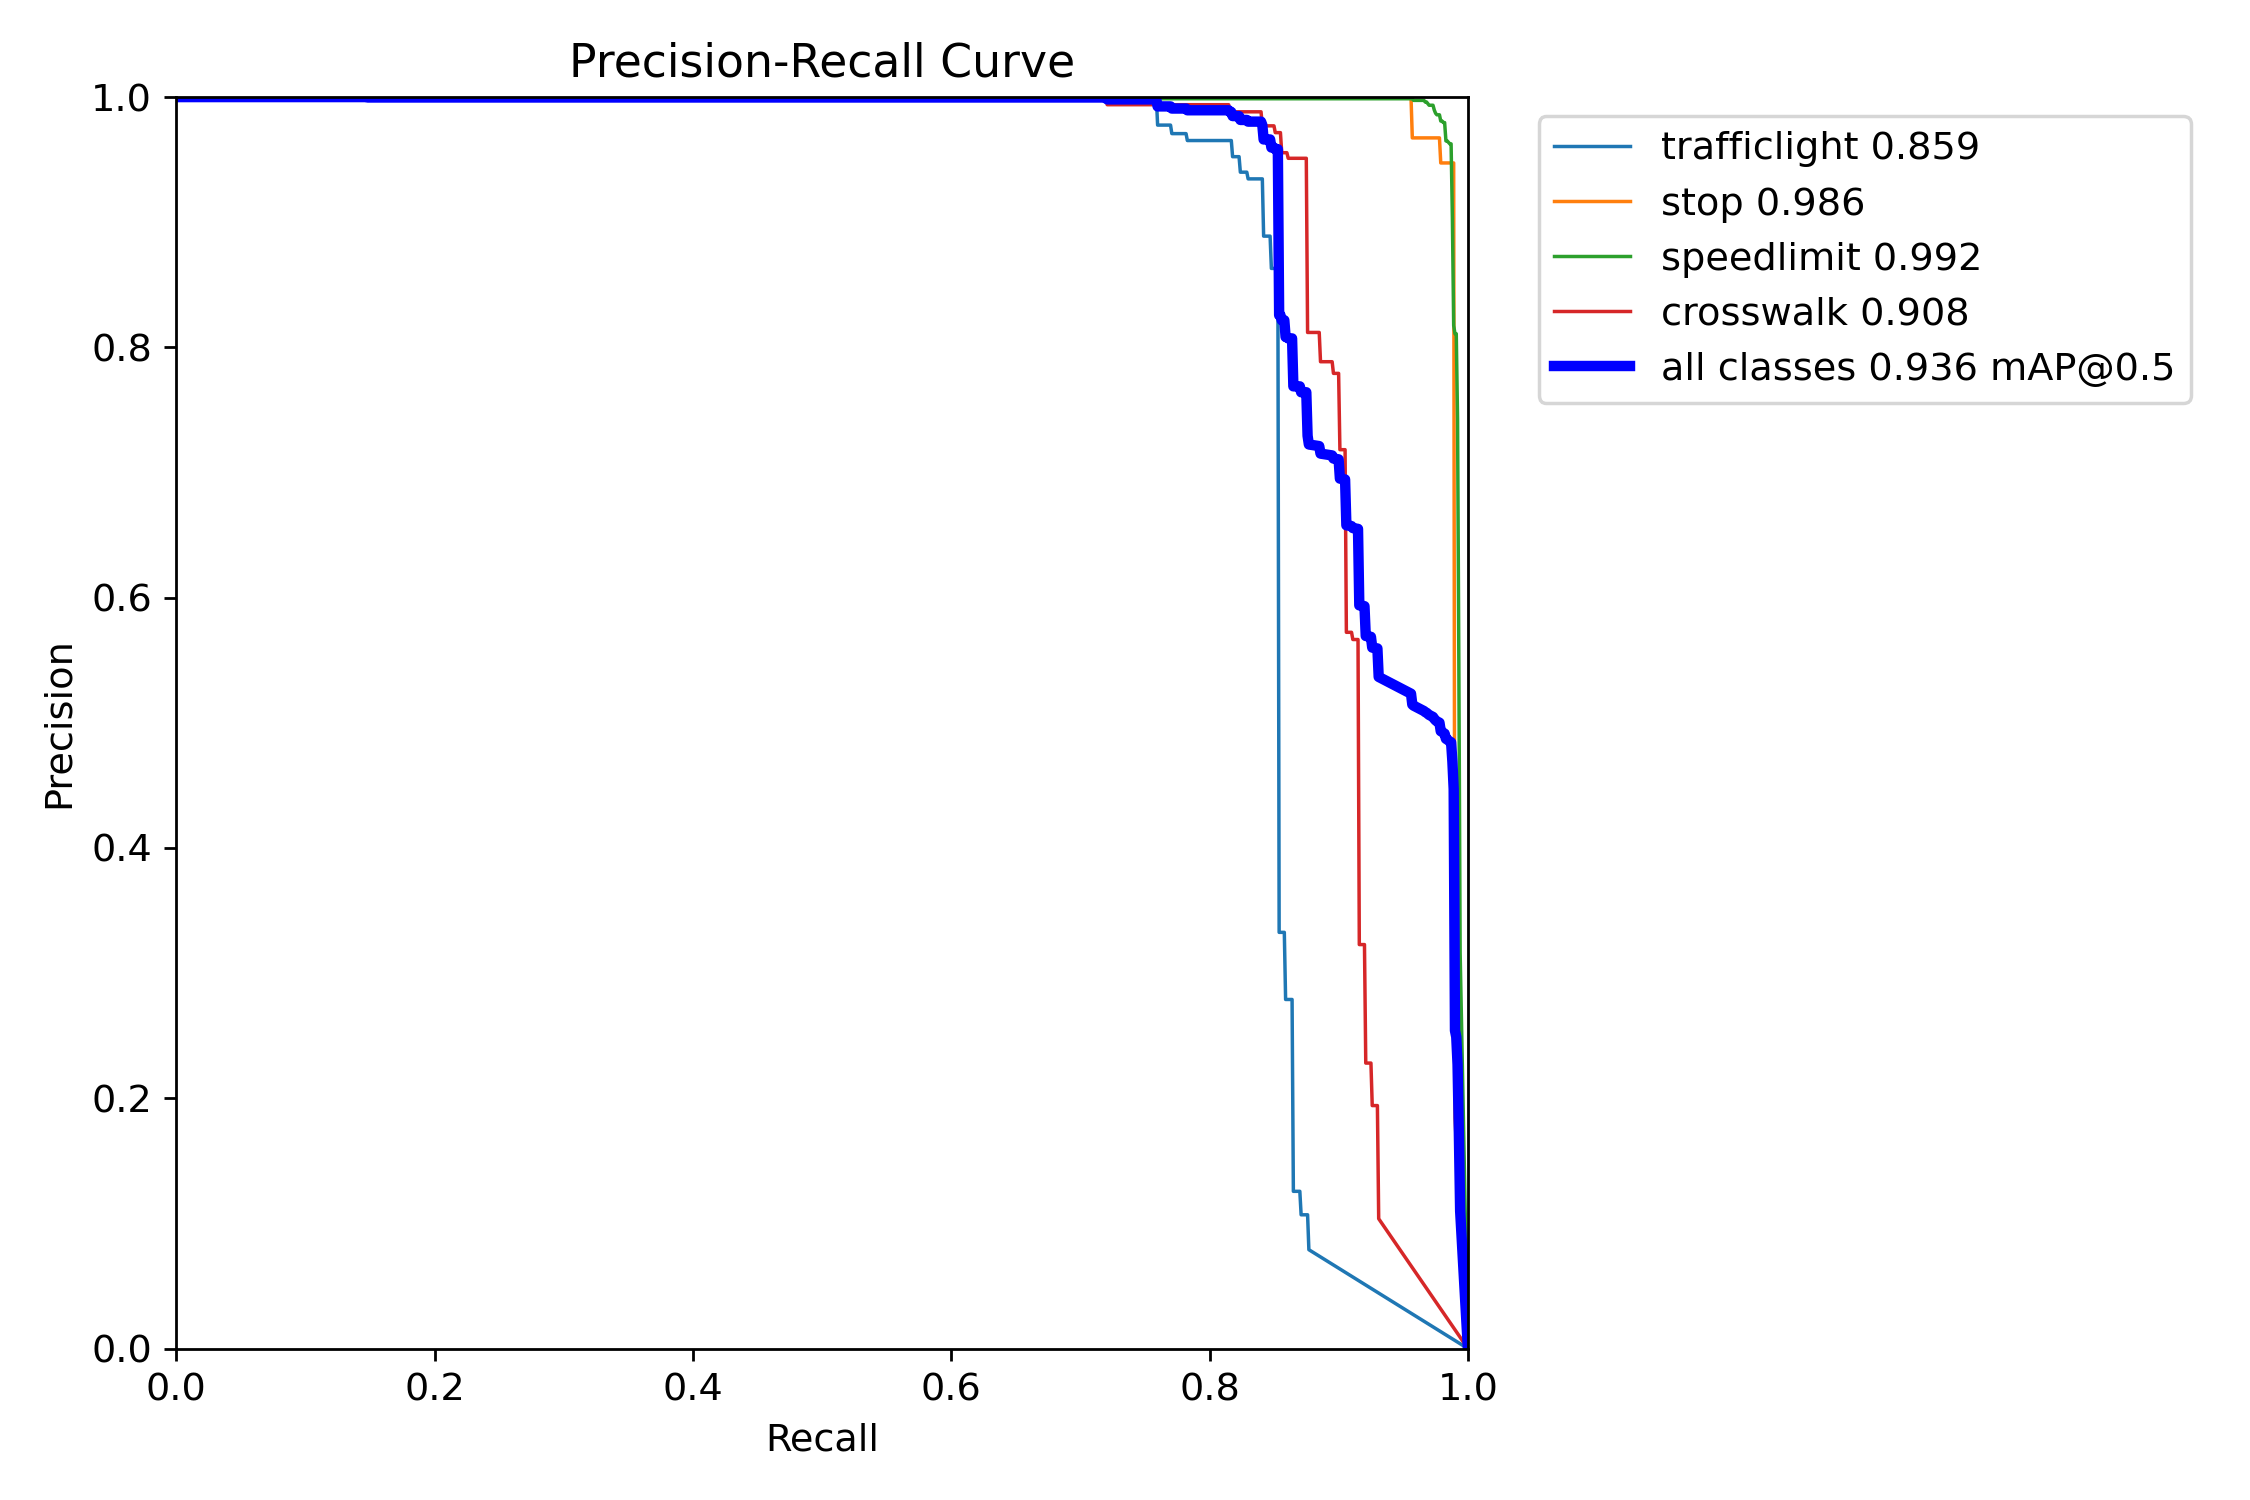 Precision-Recall Curve
1.0
0.8
0.6
0.4
0.2
0.0
Precision
0.0 0.2 0.4 0.6 0.8 1.0
Recall
trafficlight 0.859
stop 0.986
speedlimit 0.992
crosswalk 0.908
all classes 0.936 mAP@0.5